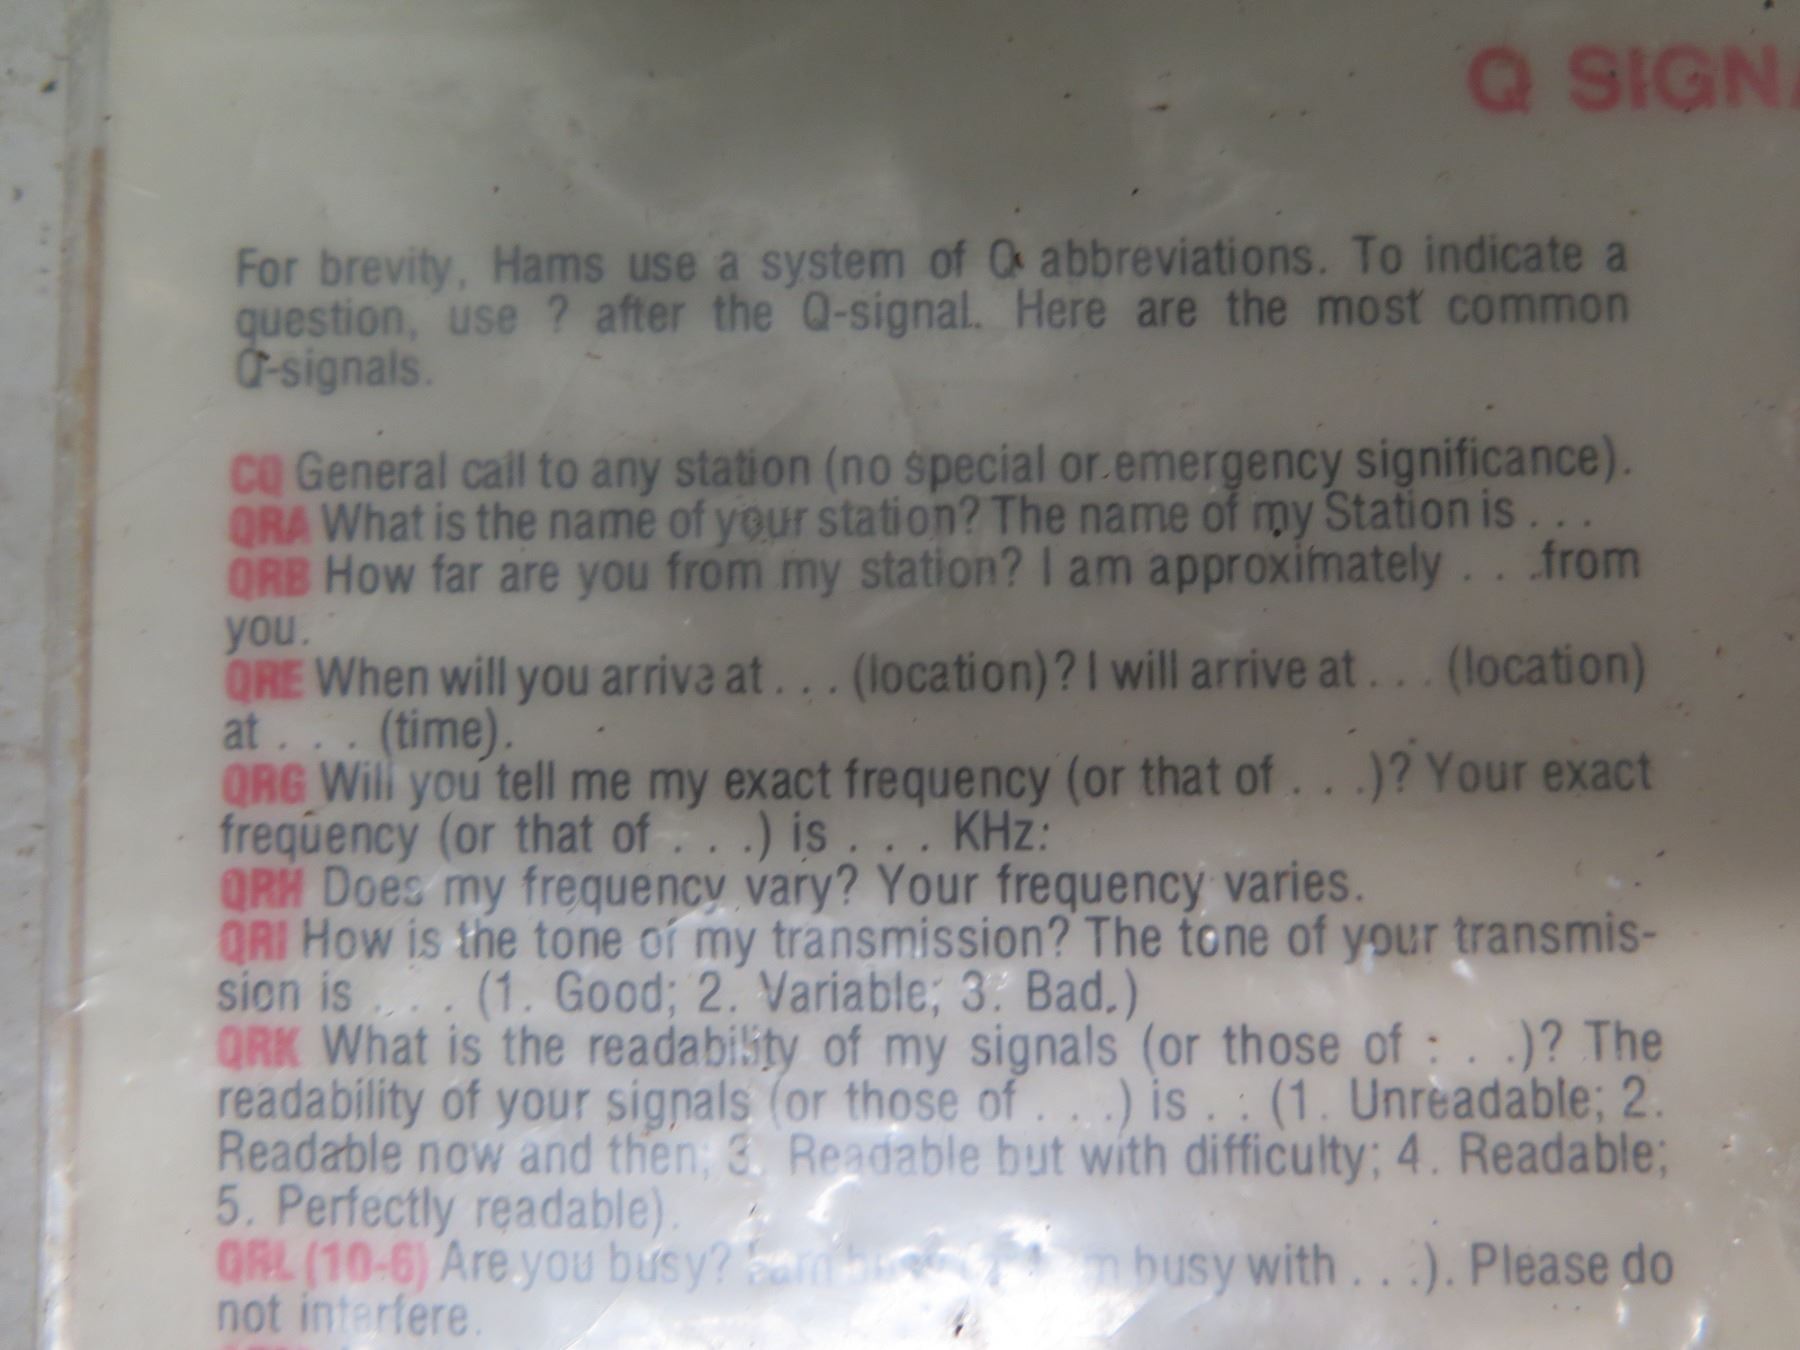 Q SIGNA
For brevity, Hams use a system of Q abbreviations. To indicate a
question, use ? after the Q-signal. Here are the most common
Q-signals.
CQ General call to any station (no special or emergency significance).
QRA What is the name of your station? The name of my Station is . . .
QRB How far are you from my station? I am approximately . . .from
you.
QRE When will you arrive at . . . (location)? I will arrive at . . . (location)
at . . . (time).
QRG Will you tell me my exact frequency (or that of . . .)? Your exact
frequency (or that of . . .) is . . . KHz:
QRH Does my frequency vary? Your frequency varies.
QRI How is the tone of my transmission? The tone of your transmis-
sion is . . . (1. Good; 2. Variable; 3. Bad.)
QRK What is the readability of my signals (or those of . . .)? The
readability of your signals (or those of . . .) is . . (1. Unreadable; 2.
Readable now and then; 3. Readable but with difficulty; 4. Readable;
5. Perfectly readable).
QRL (10-6) Are you busy? busy with . . .). Please do
not interfere.